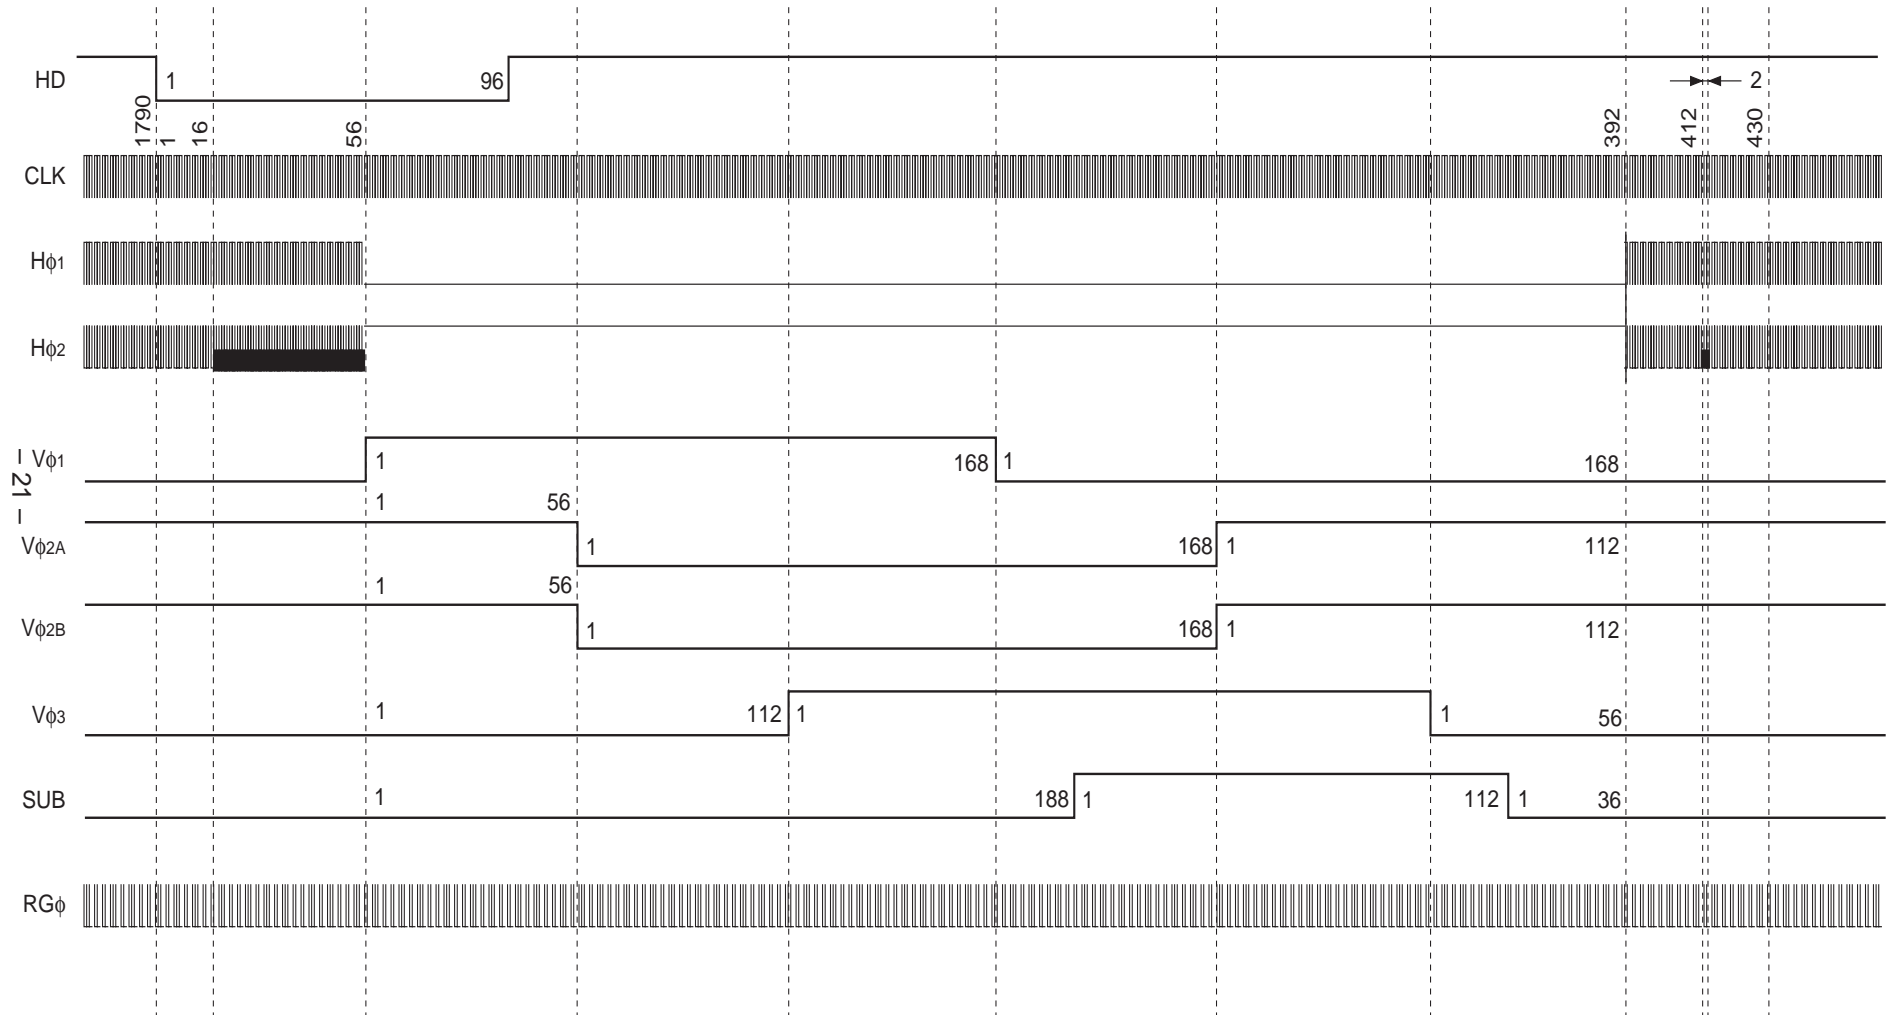 HD 1 96 2
1790 1 16 56 392 412 430
CLK
Hϕ1
Hϕ2
Vϕ1 1 168 1 168
– 21 –
1 56
Vϕ2A 1 168 1 112
1 56
Vϕ2B 1 168 1 112
Vϕ3 1 112 1 1 56
SUB 1 188 1 112 1 36
RGϕ